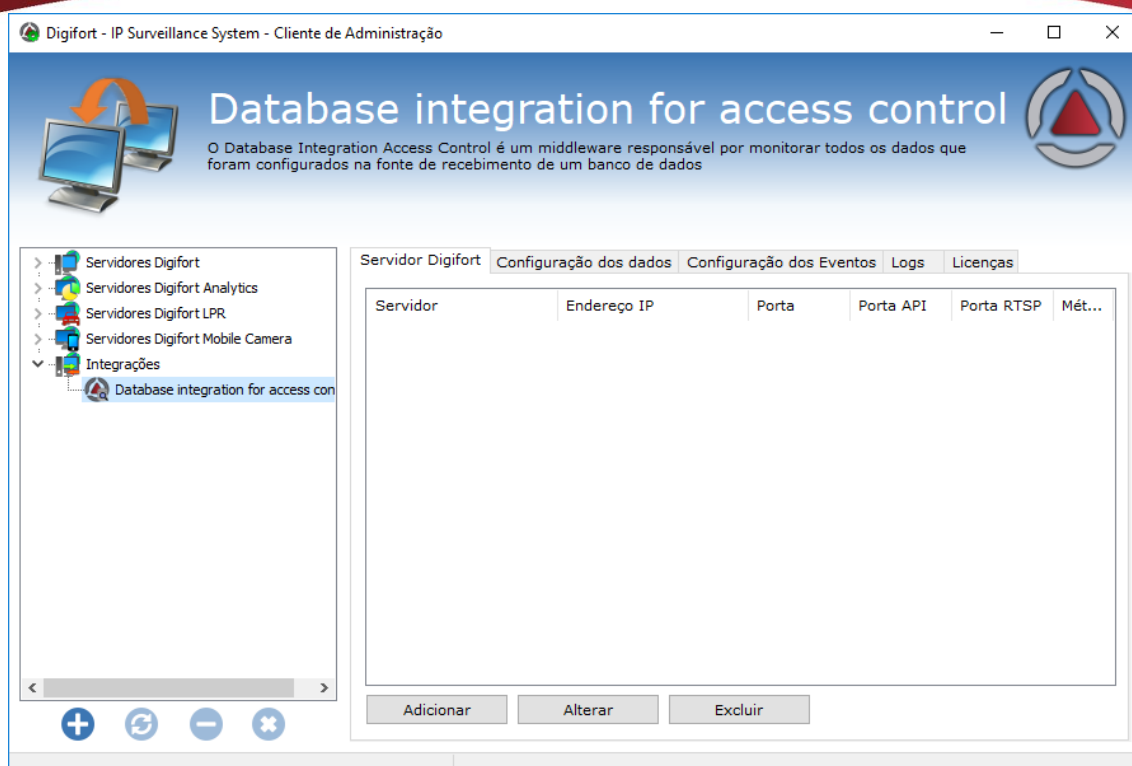 Digifort - IP Surveillance System - Cliente de Administração
Database integration for access control
O Database Integration Access Control é um middleware responsável por monitorar todos os dados que
foram configurados na fonte de recebimento de um banco de dados
Servidores Digifort
Servidores Digifort Analytics
Servidores Digifort LPR
Servidores Digifort Mobile Camera
Integrações
Database integration for access con
Servidor Digifort Configuração dos dados Configuração dos Eventos Logs Licenças
Servidor Endereço IP Porta Porta API Porta RTSP Mét...
Adicionar Alterar Excluir